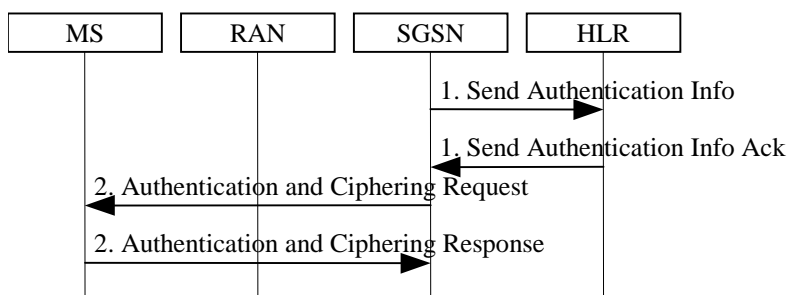 MS RAN SGSN HLR
1. Send Authentication Info
1. Send Authentication Info Ack
2. Authentication and Ciphering Request
2. Authentication and Ciphering Response